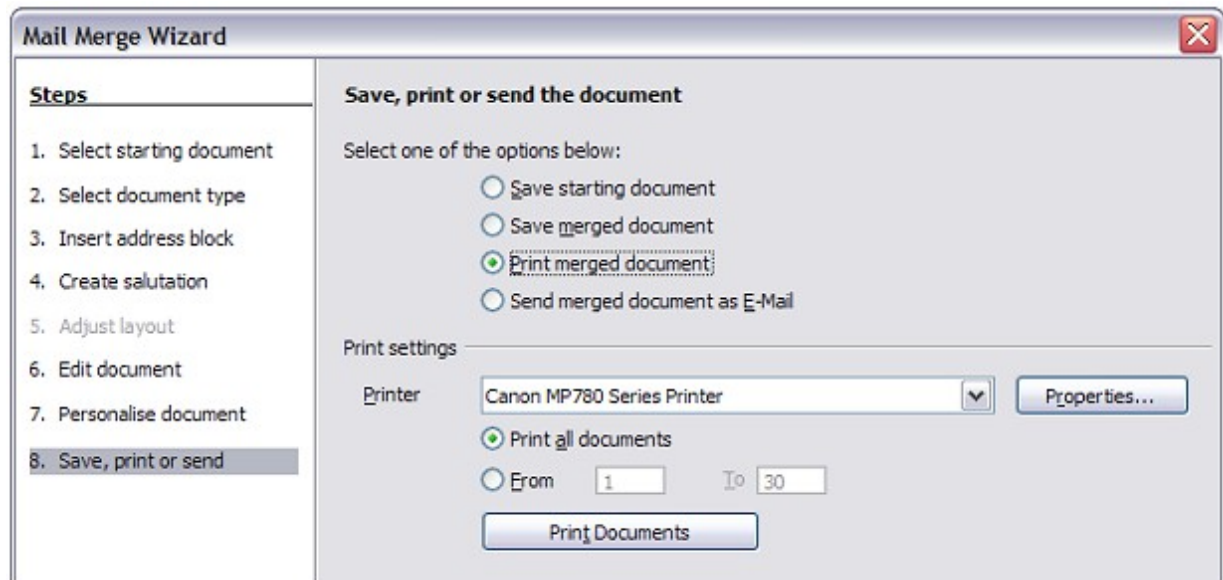 Mail Merge Wizard
Steps
1. Select starting document
2. Select document type
3. Insert address block
4. Create salutation
5. Adjust layout
6. Edit document
7. Personalise document
8. Save, print or send
Save, print or send the document
Select one of the options below:
Save starting document
Save merged document
Print merged document
Send merged document as E-Mail
Print settings
Printer Canon MP780 Series Printer Properties...
Print all documents
From 1 To 30
Print Documents